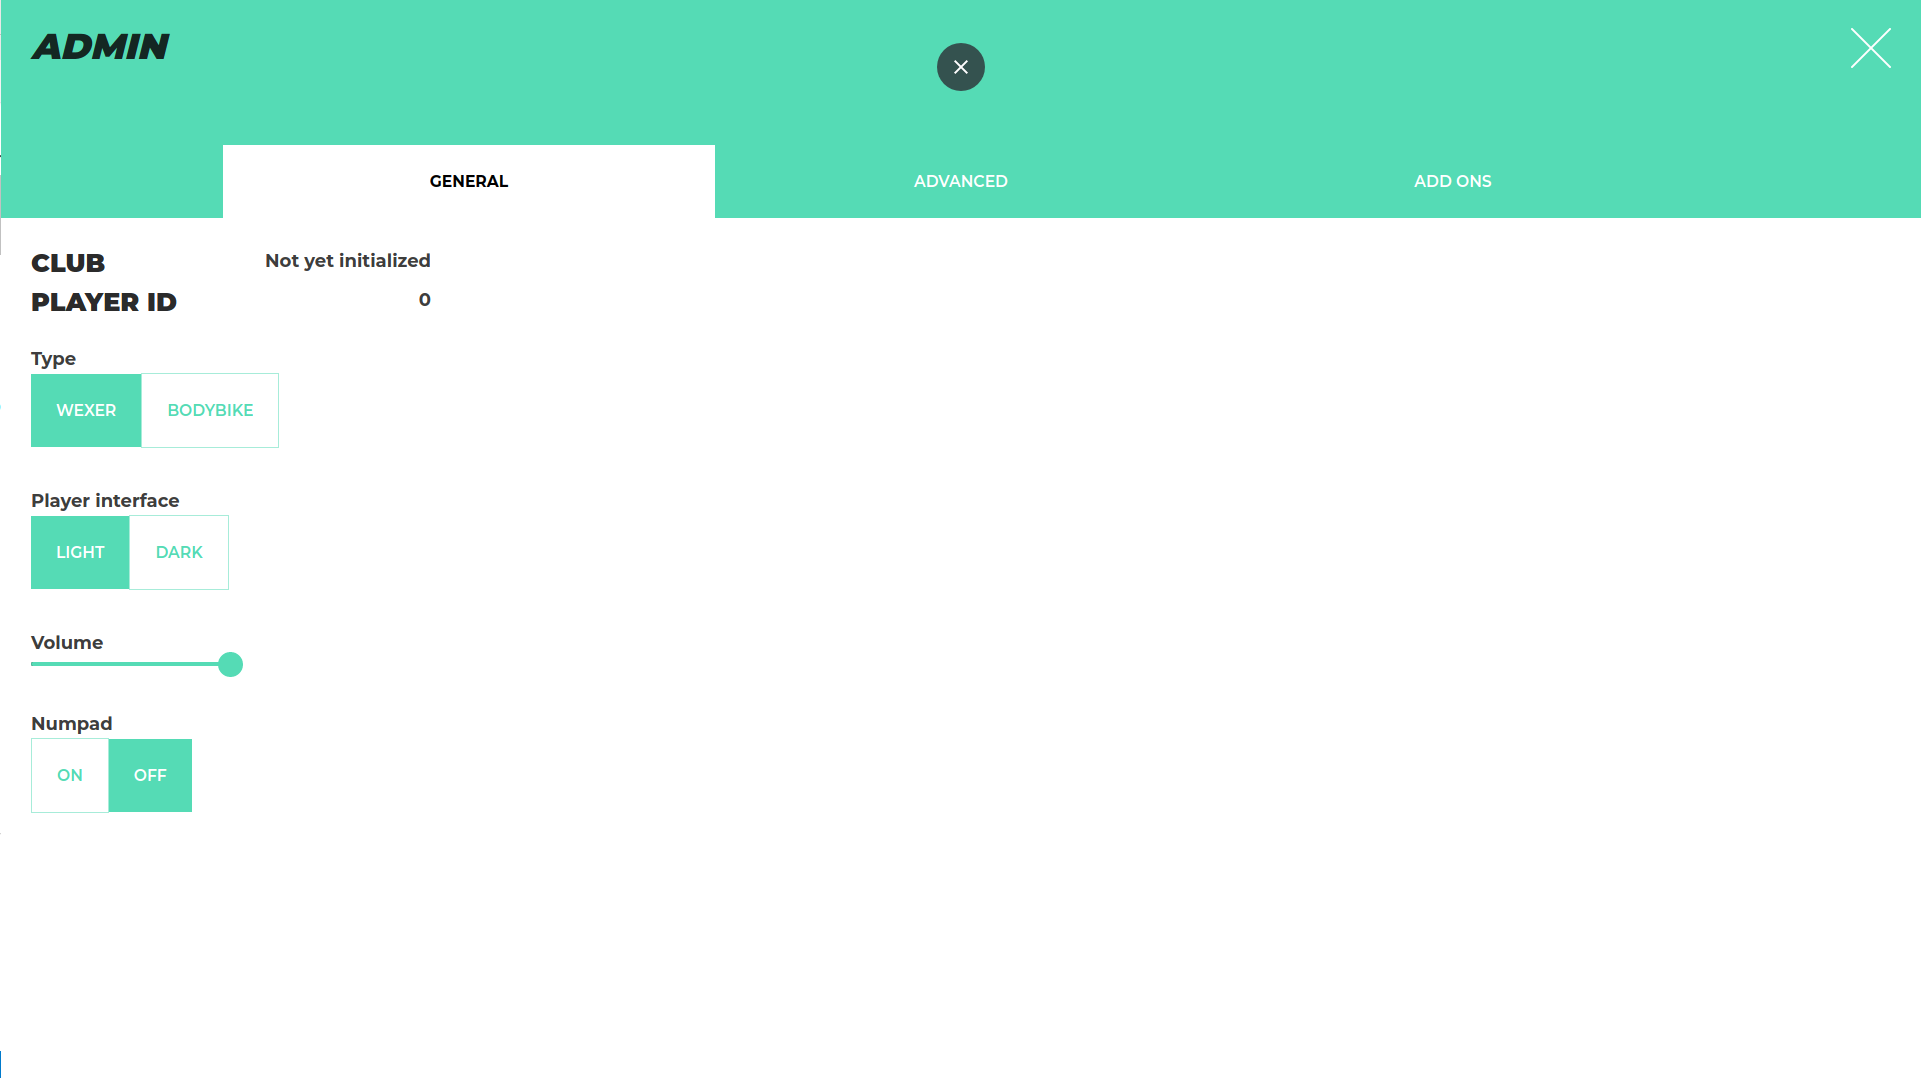 ADMIN
GENERAL ADVANCED ADD ONS
CLUB Not yet initialized
PLAYER ID 0
Type
WEXER BODYBIKE
Player interface
LIGHT DARK
Volume
Numpad
ON OFF